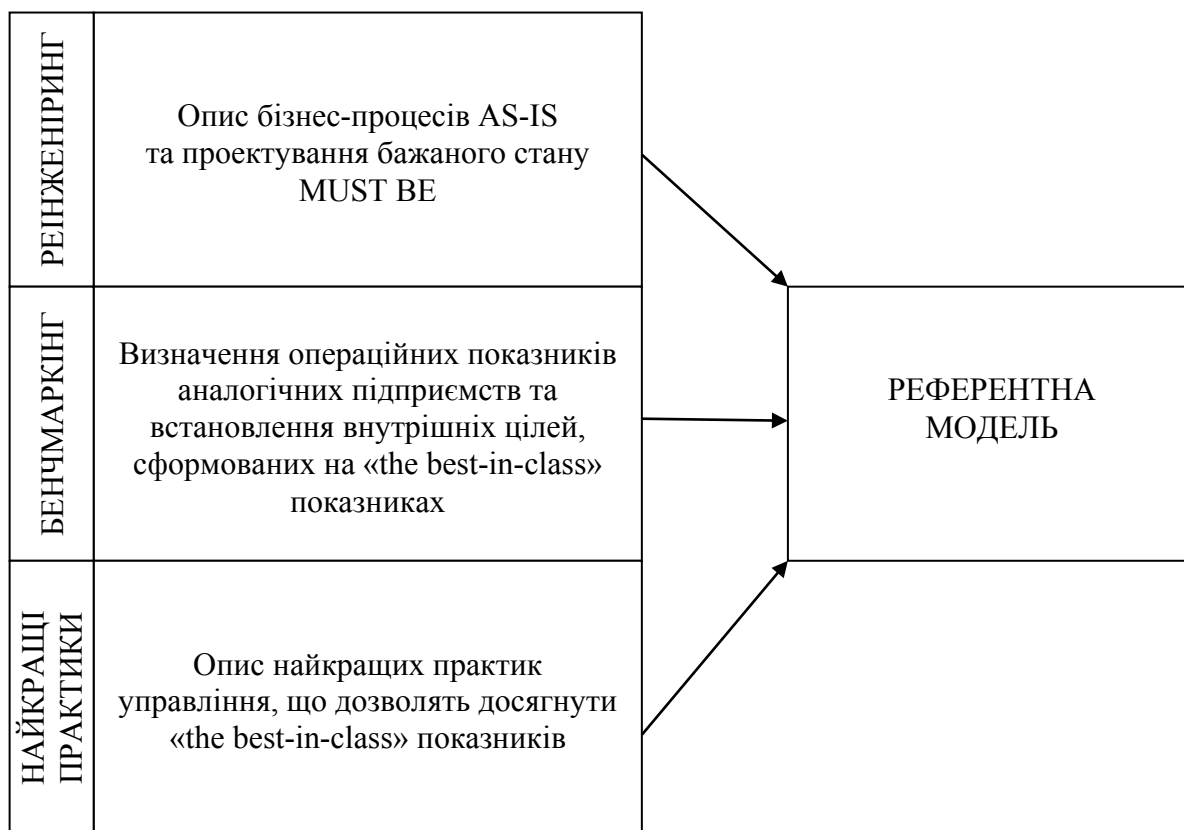 РЕІНЖЕНІРИНГ
Опис бізнес-процесів AS-IS
та проектування бажаного стану
MUST BE
БЕНЧМАРКІНГ
Визначення операційних показників
аналогічних підприємств та
встановлення внутрішніх цілей,
сформованих на «the best-in-class»
показниках
НАЙКРАЩІ
ПРАКТИКИ
Опис найкращих практик
управління, що дозволять досягнути
«the best-in-class» показників
РЕФЕРЕНТНА
МОДЕЛЬ